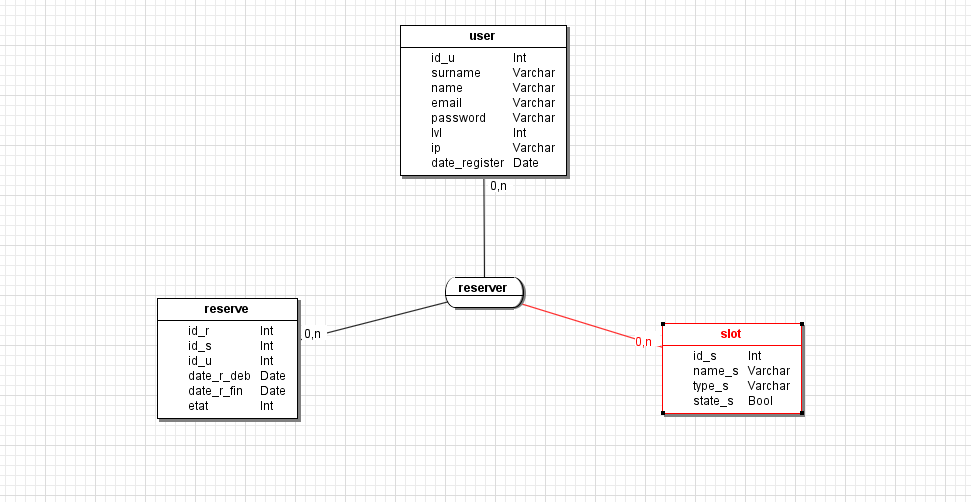 user
id_u Int
surname Varchar
name Varchar
email Varchar
password Varchar
lvl Int
ip Varchar
date_register Date
0,n
reserver
reserve
id_r Int
id_s Int
id_u Int
date_r_deb Date
date_r_fin Date
etat Int
0,n
0,n
slot
id_s Int
name_s Varchar
type_s Varchar
state_s Bool